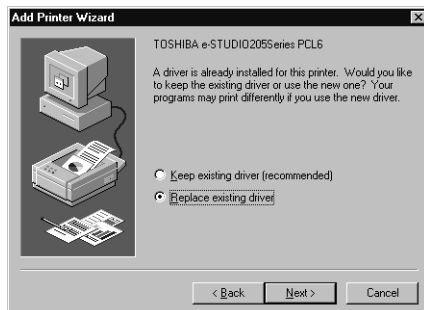 Add Printer Wizard
TOSHIBA e-STUDIO205Series PCL6
A driver is already installed for this printer. Would you like
to keep the existing driver or use the new one? Your
programs may print differently if you use the new driver.
Keep existing driver (recommended)
Replace existing driver
< Back
Next >
Cancel